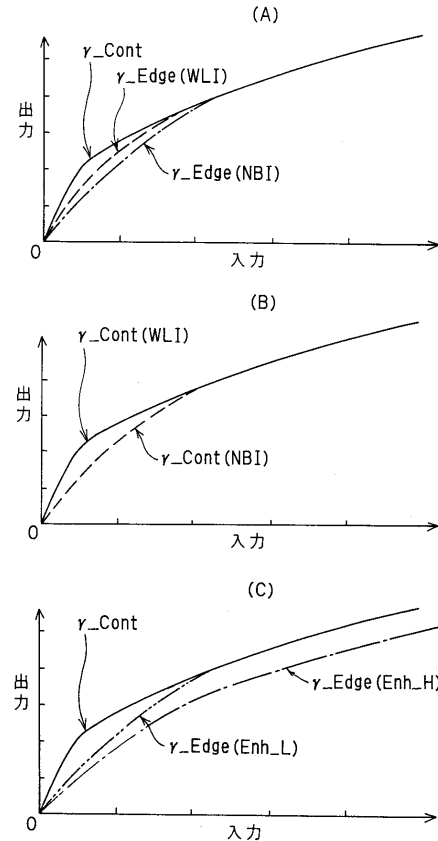 (A)
γ_Cont
γ_Edge(WLI)
γ_Edge(NBI)
出力
0
入力
(B)
γ_Cont(WLI)
γ_Cont(NBI)
出力
0
入力
(C)
γ_Cont
γ_Edge(Enh_H)
γ_Edge(Enh_L)
出力
0
入力